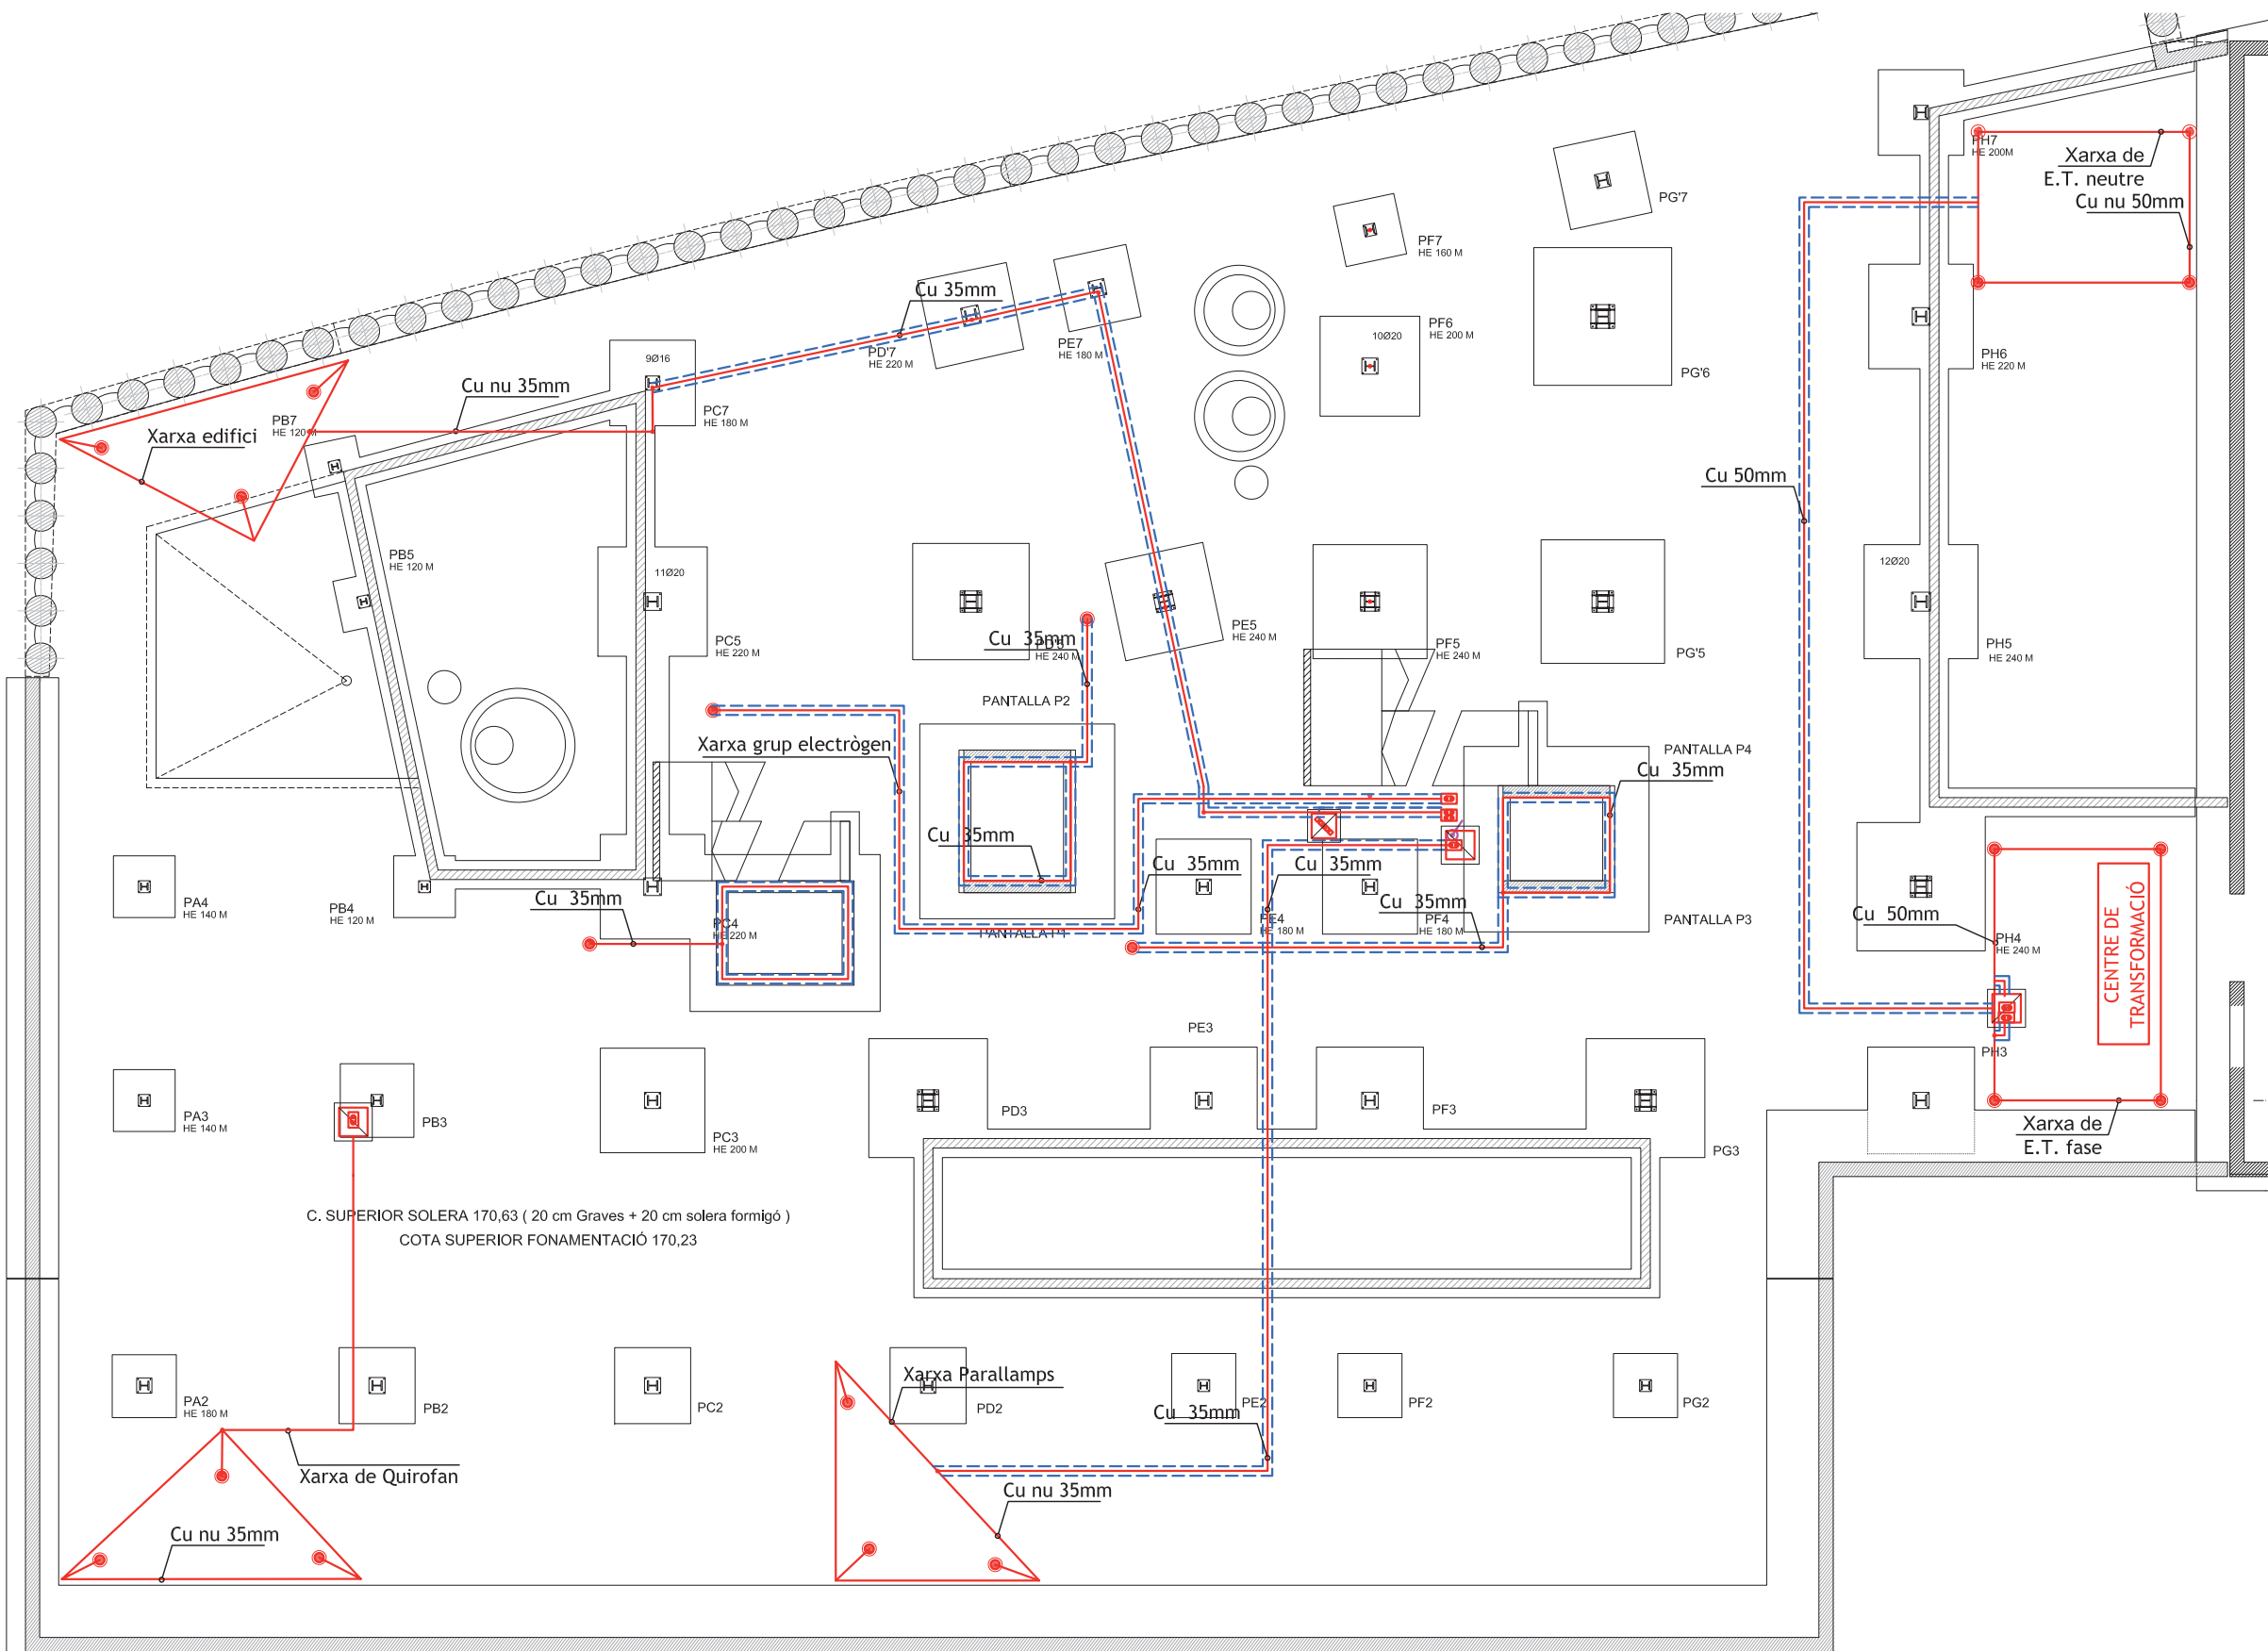 PH7
HE 200M
Xarxa de
E.T. neutre
Cu nu 50mm
PG'7
PF7
HE 160 M
Cu 35mm
PD'7
HE 220 M
PE7
HE 180 M
PF6
HE 200 M
10Ø20
PG'6
PH6
HE 220 M
9Ø16
Cu nu 35mm
PC7
HE 180 M
PB7
HE 120 M
Xarxa edifici
Cu 50mm
PB5
HE 120 M
11Ø20
12Ø20
PC5
HE 220 M
Cu 35mm
PD'5
HE 240 M
PE5
HE 240 M
PF5
HE 240 M
PG'5
PH5
HE 240 M
PANTALLA P2
Xarxa grup electrògen
PANTALLA P4
Cu 35mm
Cu 35mm
Cu 35mm
Cu 35mm
PA4
HE 140 M
PB4
HE 120 M
Cu 35mm
PC4
HE 220 M
PANTALLA P1
PE4
HE 180 M
Cu 35mm
PF4
HE 180 M
PANTALLA P3
Cu 50mm
PH4
HE 240 M
CENTRE DE
TRANSFORMACIÓ
PE3
PH3
PA3
HE 140 M
PB3
PC3
HE 200 M
PD3
PF3
PG3
Xarxa de
E.T. fase
C. SUPERIOR SOLERA 170,63 ( 20 cm Graves + 20 cm solera formigó )
COTA SUPERIOR FONAMENTACIÓ 170,23
Xarxa Parallamps
PA2
HE 180 M
PB2
PC2
PD2
PE2
Cu 35mm
PF2
PG2
Xarxa de Quirofan
Cu nu 35mm
Cu nu 35mm